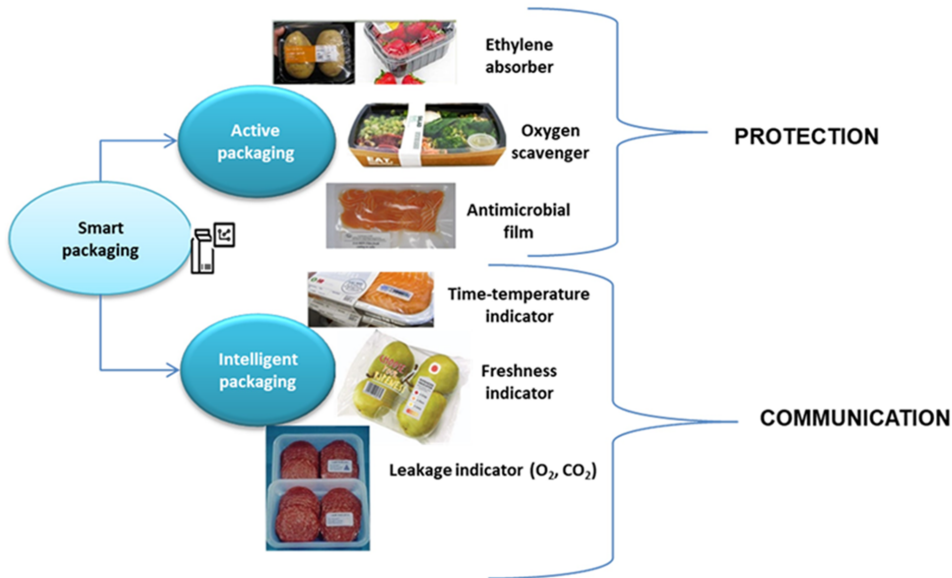 Ethylene
absorber
Active
packaging
Oxygen
scavenger
PROTECTION
EAT.
Smart
packaging
Antimicrobial
film
Time-temperature
indicator
Intelligent
packaging
Freshness
indicator
COMMUNICATION
Leakage indicator (O₂, CO₂)